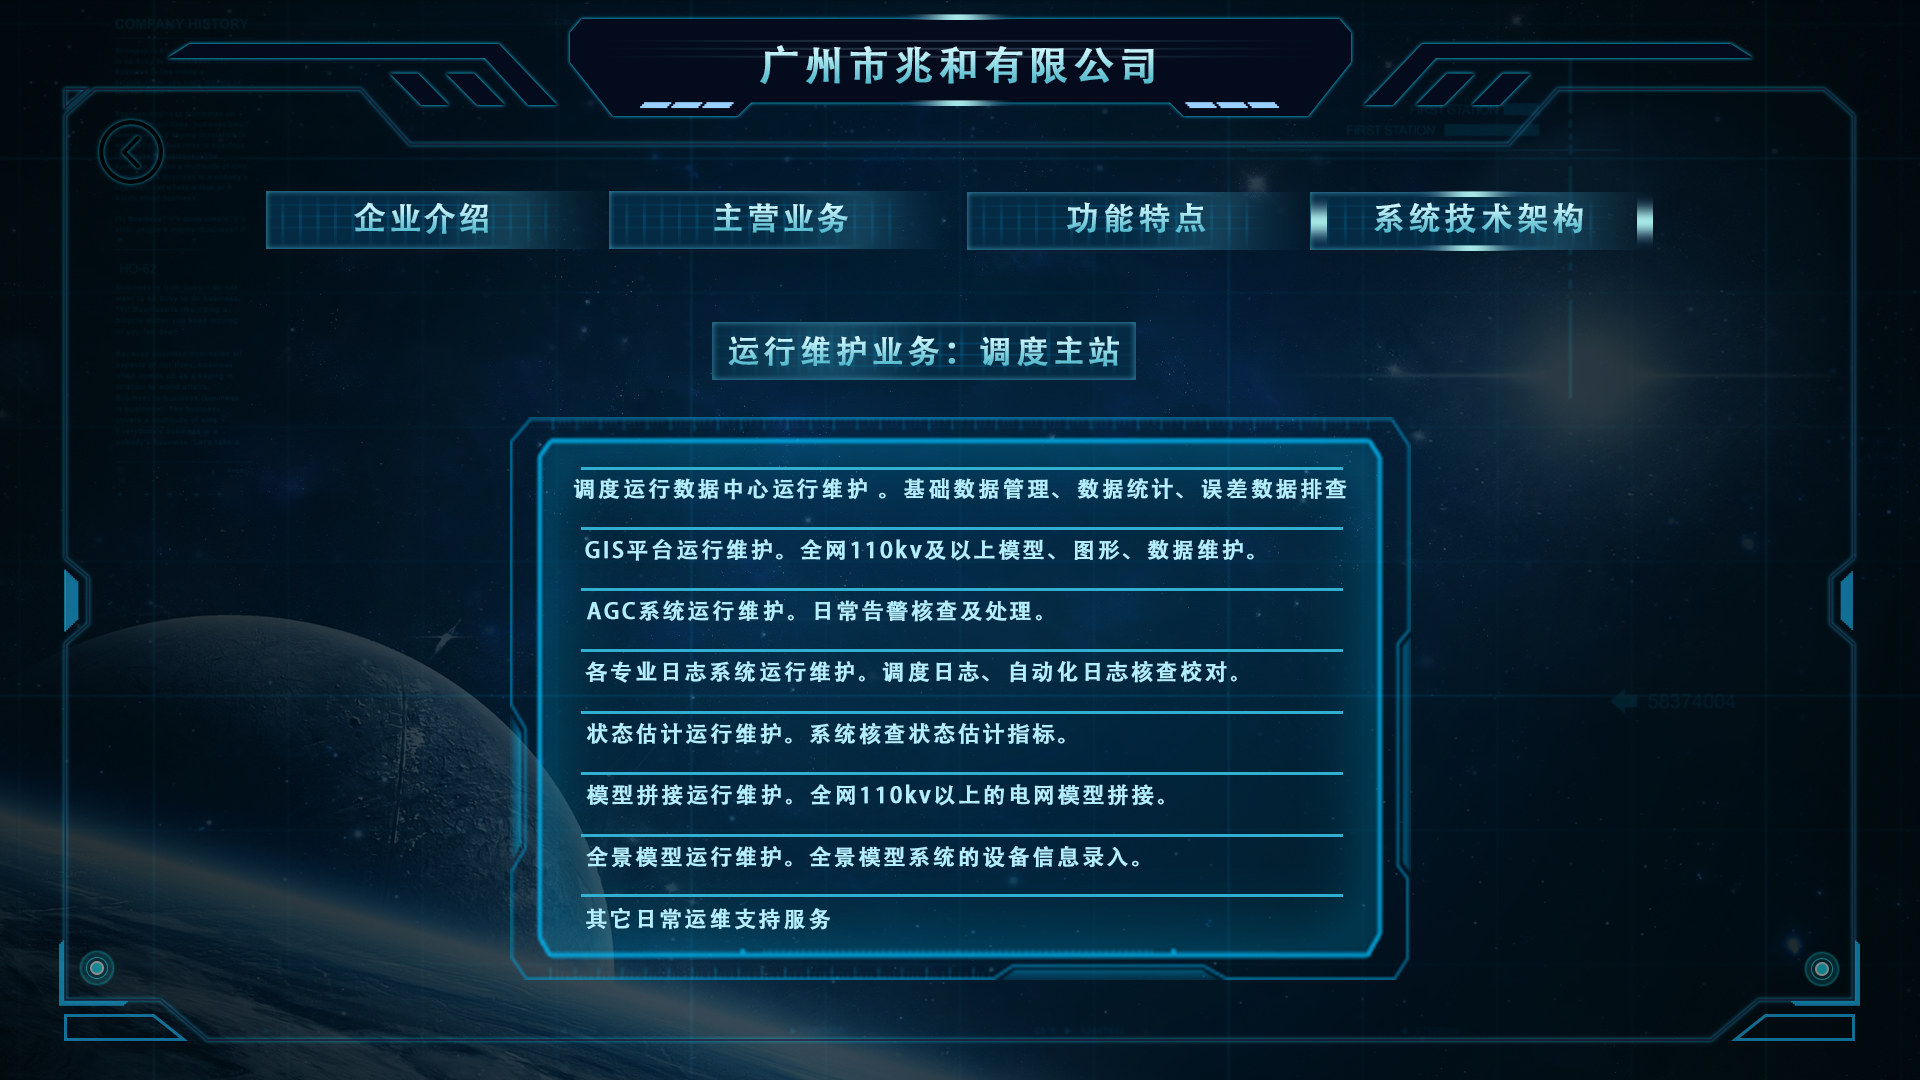 COMPANY HISTORY
广州市兆和有限公司
FIRST STATION
FIRST STATION
企业介绍
主营业务
功能特点
系统技术架构
HO-62
运行维护业务：调度主站
调度运行数据中心运行维护 。基础数据管理、数据统计、误差数据排查
GIS平台运行维护。全网110kv及以上模型、图形、数据维护。
AGC系统运行维护。日常告警核查及处理。
各专业日志系统运行维护。调度日志、自动化日志核查校对。
58374004
状态估计运行维护。系统核查状态估计指标。
模型拼接运行维护。全网110kv以上的电网模型拼接。
全景模型运行维护。全景模型系统的设备信息录入。
其它日常运维支持服务